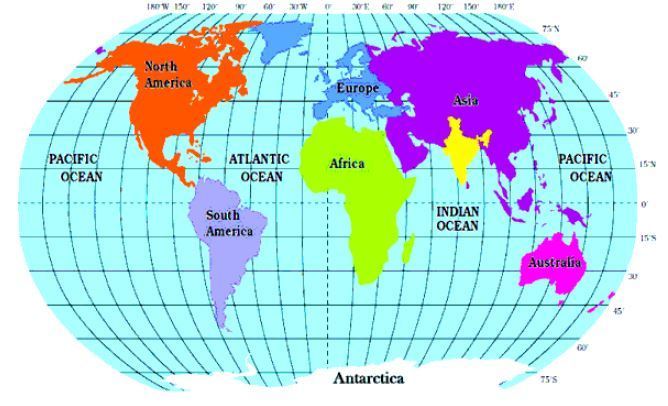 180°W 150° 120° 90° 60° 30°W 0° 30°E 60° 90° 120° 150° 180°E
75°N
60°
45°
30°
15°N
0°
15°S
30°
45°
60°
75°S
North
America
Europe
Asia
PACIFIC
OCEAN
ATLANTIC
OCEAN
Africa
PACIFIC
OCEAN
South
America
INDIAN
OCEAN
Australia
Antarctica